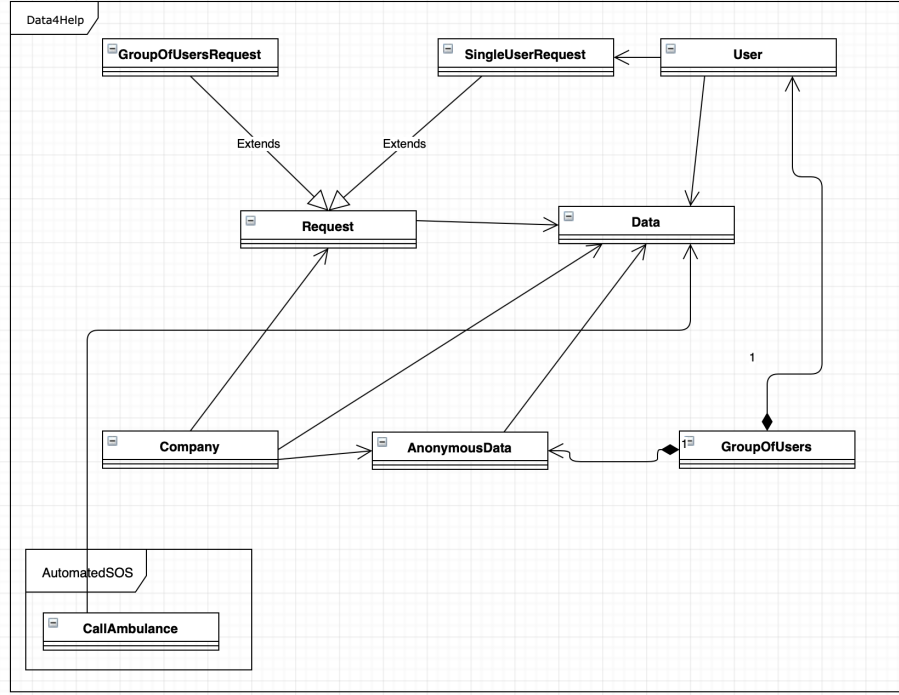 Data4Help
GroupOfUsersRequest
SingleUserRequest
User
Extends
Extends
Request
Data
1
Company
AnonymousData
1
GroupOfUsers
AutomatedSOS
CallAmbulance